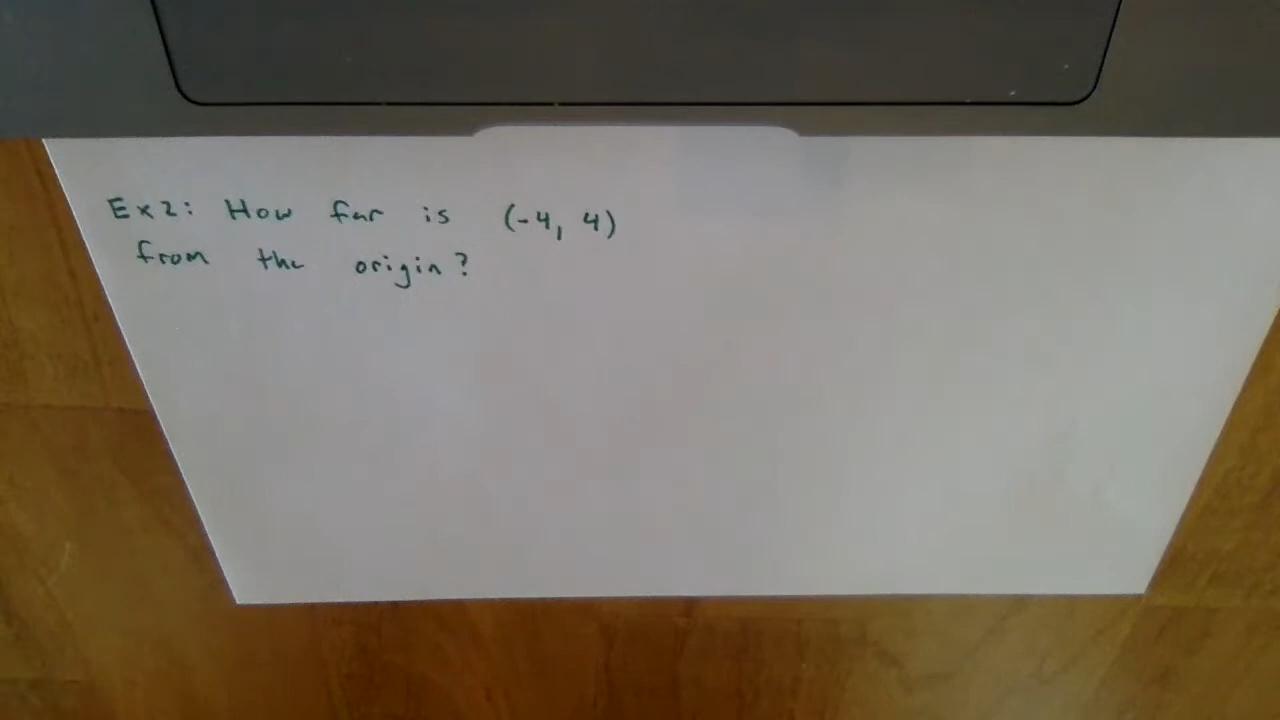 Ex2: How far is (-4, 4)
from the origin?